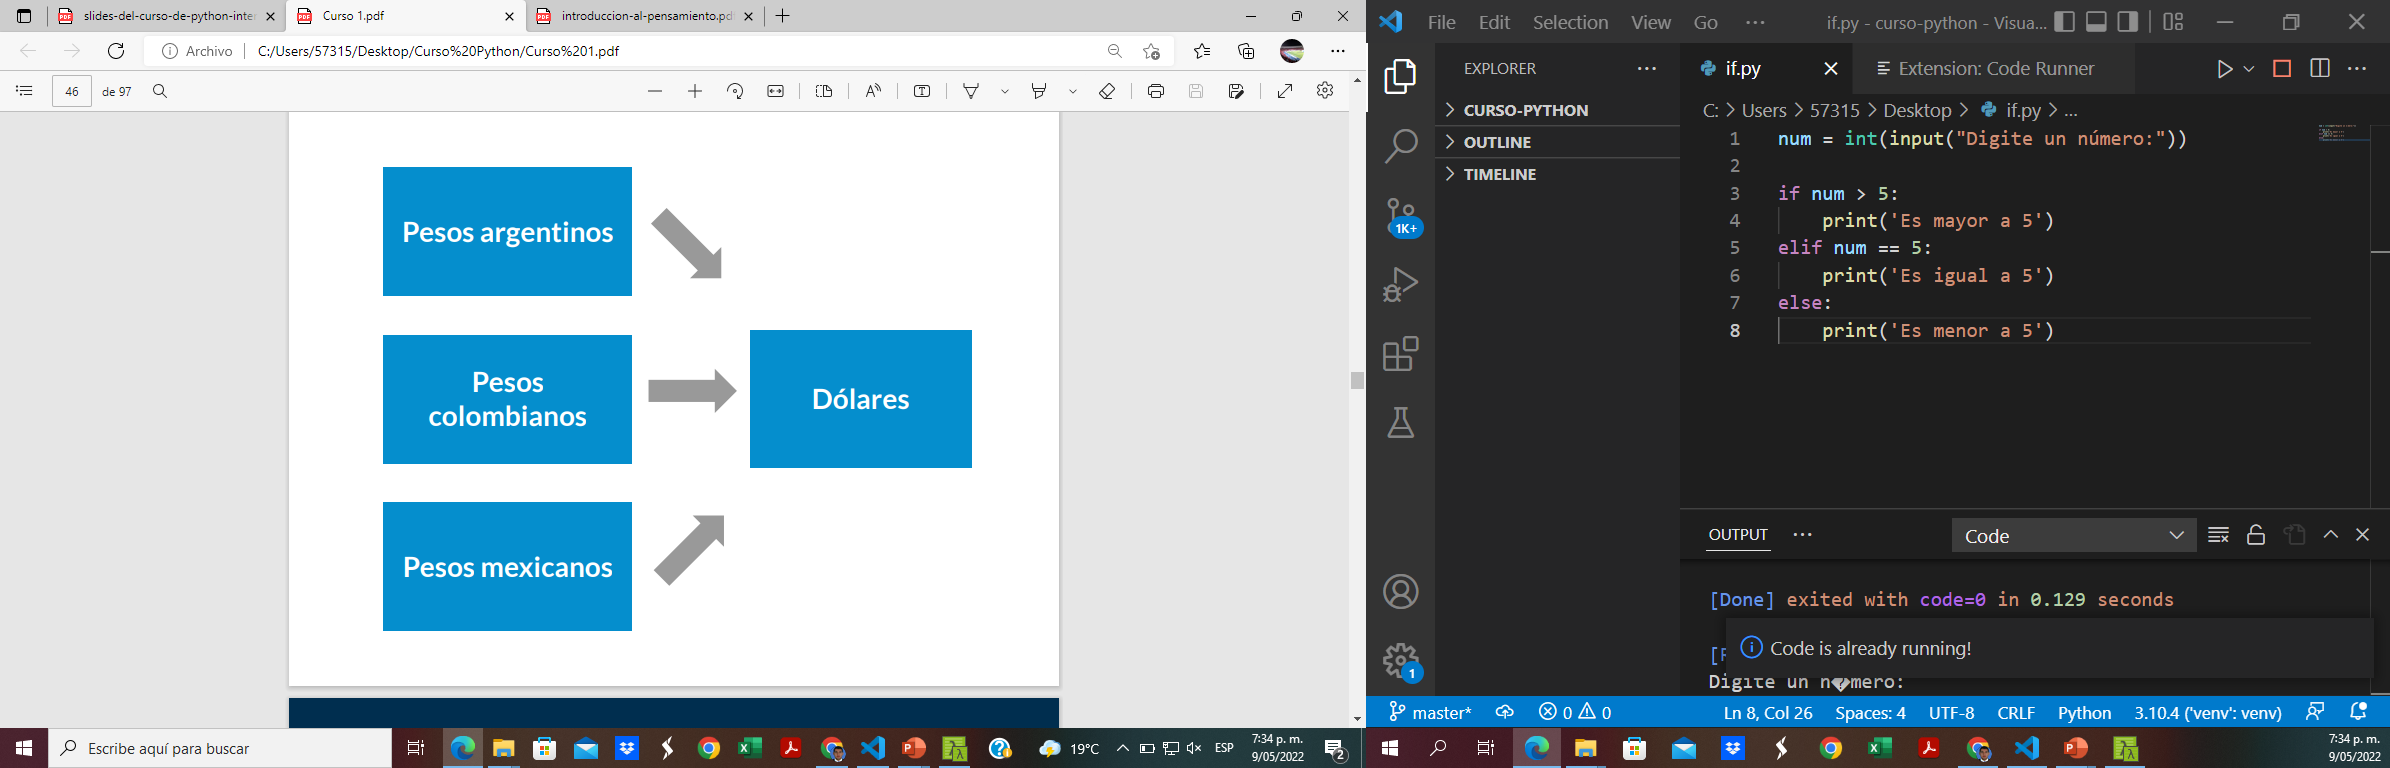 slides-del-curso-de-python-inter
Curso 1.pdf
introduccion-al-pensamiento.pdf
Archivo
C:/Users/57315/Desktop/Curso%20Python/Curso%201.pdf
46
de 97
Pesos argentinos
Pesos
colombianos
Pesos mexicanos
Dólares
Escribe aquí para buscar
19°C
ESP
7:34 p. m.
9/05/2022
2
File Edit Selection View Go ···
if.py - curso-python - Visua...
EXPLORER
CURSO-PYTHON
OUTLINE
TIMELINE
1K+
1
if.py
Extension: Code Runner
C: > Users > 57315 > Desktop > if.py > ...
1 num = int(input("Digite un número:"))
2
3 if num > 5:
4 print('Es mayor a 5')
5 elif num == 5:
6 print('Es igual a 5')
7 else:
8 print('Es menor a 5')
OUTPUT
Code
[Done] exited with code=0 in 0.129 seconds
Code is already running!
Digite un n�mero:
master*
0
0
Ln 8, Col 26
Spaces: 4
UTF-8
CRLF
Python
3.10.4 ('venv': venv)
7:34 p. m.
9/05/2022